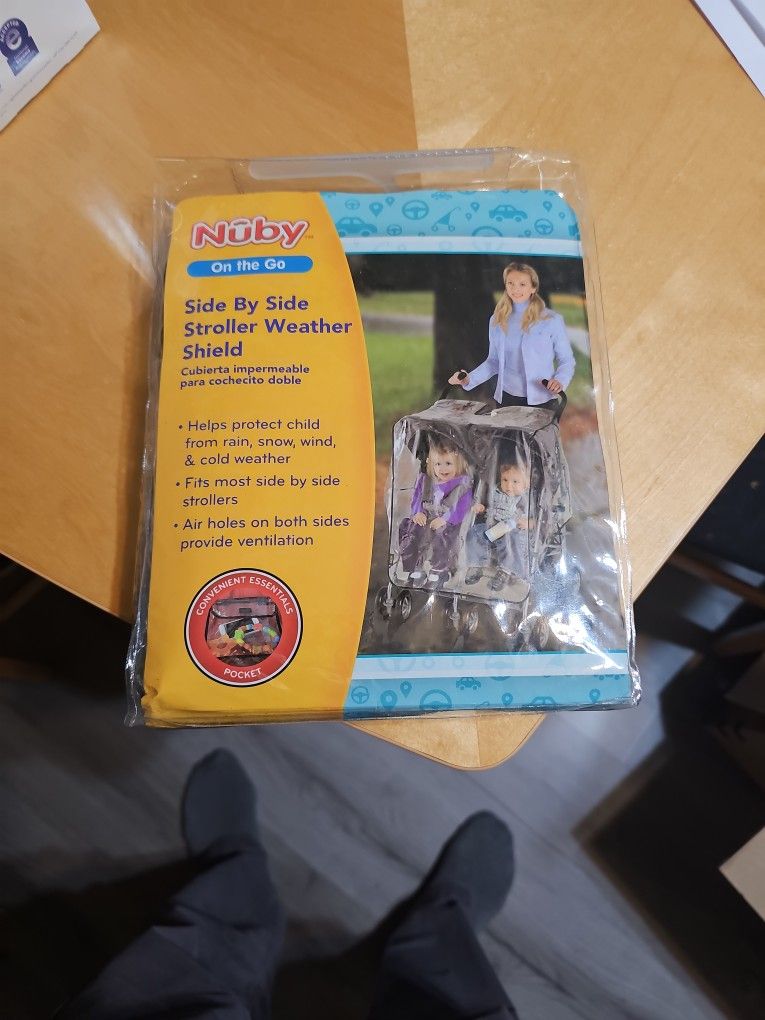 Nûby™
On the Go
Side By Side
Stroller Weather
Shield
Cubierta impermeable
para cochecito doble
• Helps protect child
from rain, snow, wind,
& cold weather
• Fits most side by side
strollers
• Air holes on both sides
provide ventilation
CONVENIENT ESSENTIALS
POCKET